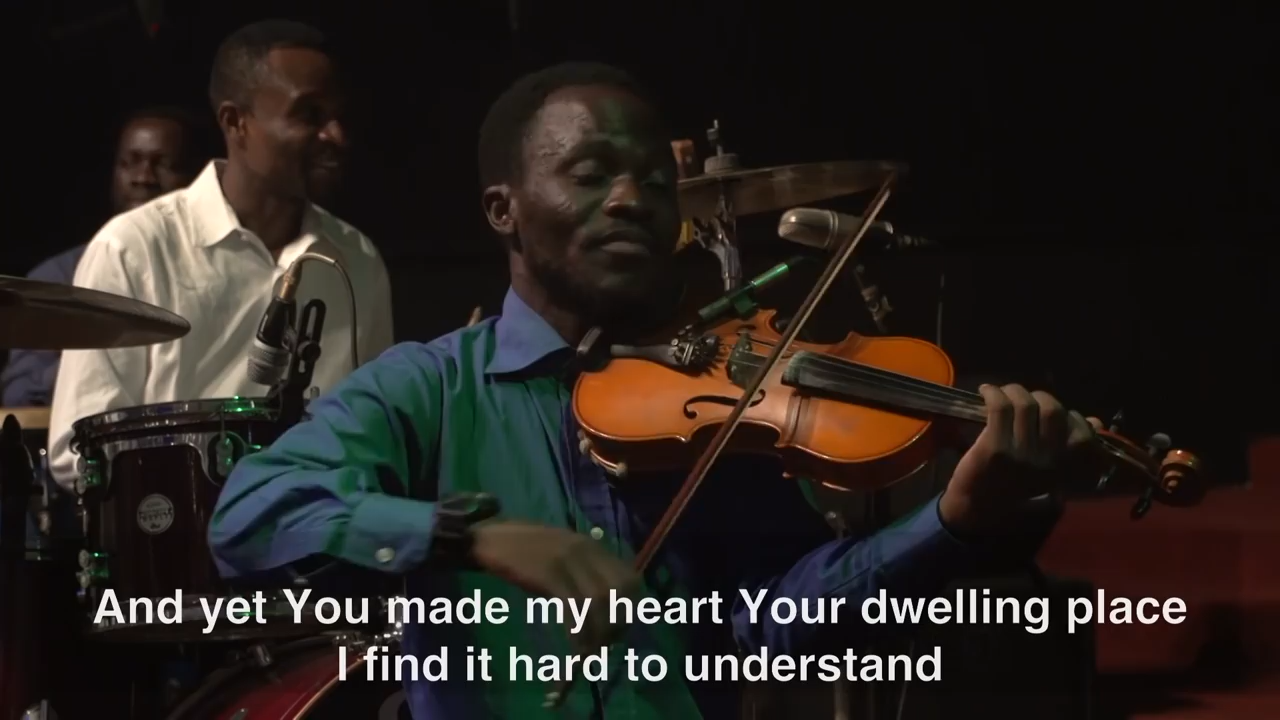 And yet You made my heart Your dwelling place
I find it hard to understand